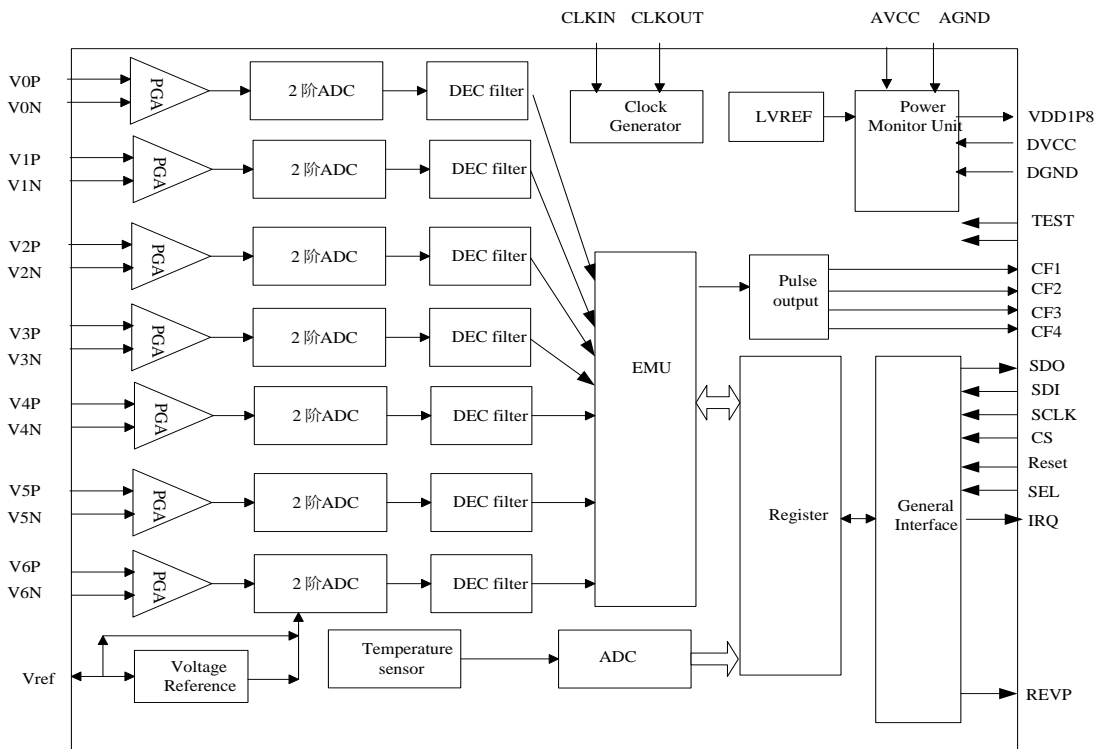 CLKIN CLKOUT AVCC AGND
V0P
V0N
PGA
2 阶ADC
DEC filter
Clock
Generator
LVREF
Power
Monitor Unit
VDD1P8
DVCC
DGND
V1P
V1N
PGA
2 阶ADC
DEC filter
TEST
V2P
V2N
PGA
2 阶ADC
DEC filter
Pulse
output
CF1
CF2
CF3
CF4
V3P
V3N
PGA
2 阶ADC
DEC filter
EMU
V4P
V4N
PGA
2 阶ADC
DEC filter
SDO
SDI
SCLK
CS
Reset
SEL
IRQ
V5P
V5N
PGA
2 阶ADC
DEC filter
Register
General
Interface
V6P
V6N
PGA
2 阶ADC
DEC filter
Vref
Voltage
Reference
Temperature
sensor
ADC
REVP